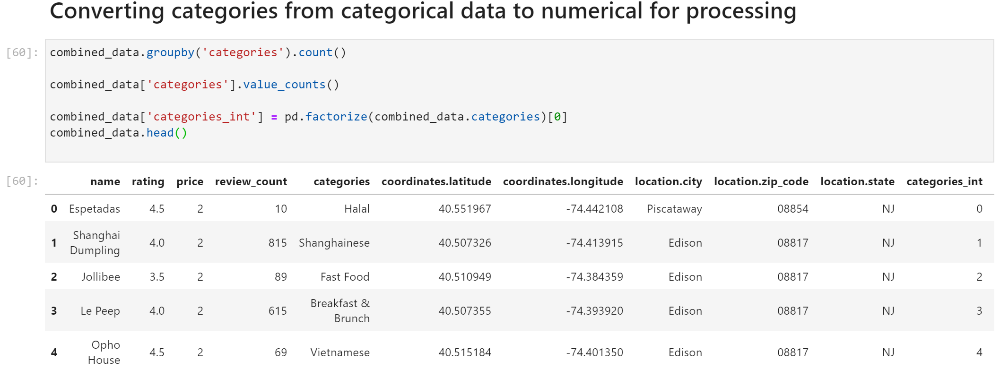 Converting categories from categorical data to numerical for processing
[60]: combined_data.groupby('categories').count()
combined_data['categories'].value_counts()
combined_data['categories_int'] = pd.factorize(combined_data.categories)[0]
combined_data.head()
[60]: name rating price review_count categories coordinates.latitude coordinates.longitude location.city location.zip_code location.state categories_int
0 Espetadas 4.5 2 10 Halal 40.551967 -74.442108 Piscataway 08854 NJ 0
1 Shanghai Dumpling 4.0 2 815 Shanghainese 40.507326 -74.413915 Edison 08817 NJ 1
2 Jollibee 3.5 2 89 Fast Food 40.510949 -74.384359 Edison 08817 NJ 2
3 Le Peep 4.0 2 615 Breakfast & Brunch 40.507355 -74.393920 Edison 08817 NJ 3
4 Opho House 4.5 2 69 Vietnamese 40.515184 -74.401350 Edison 08817 NJ 4